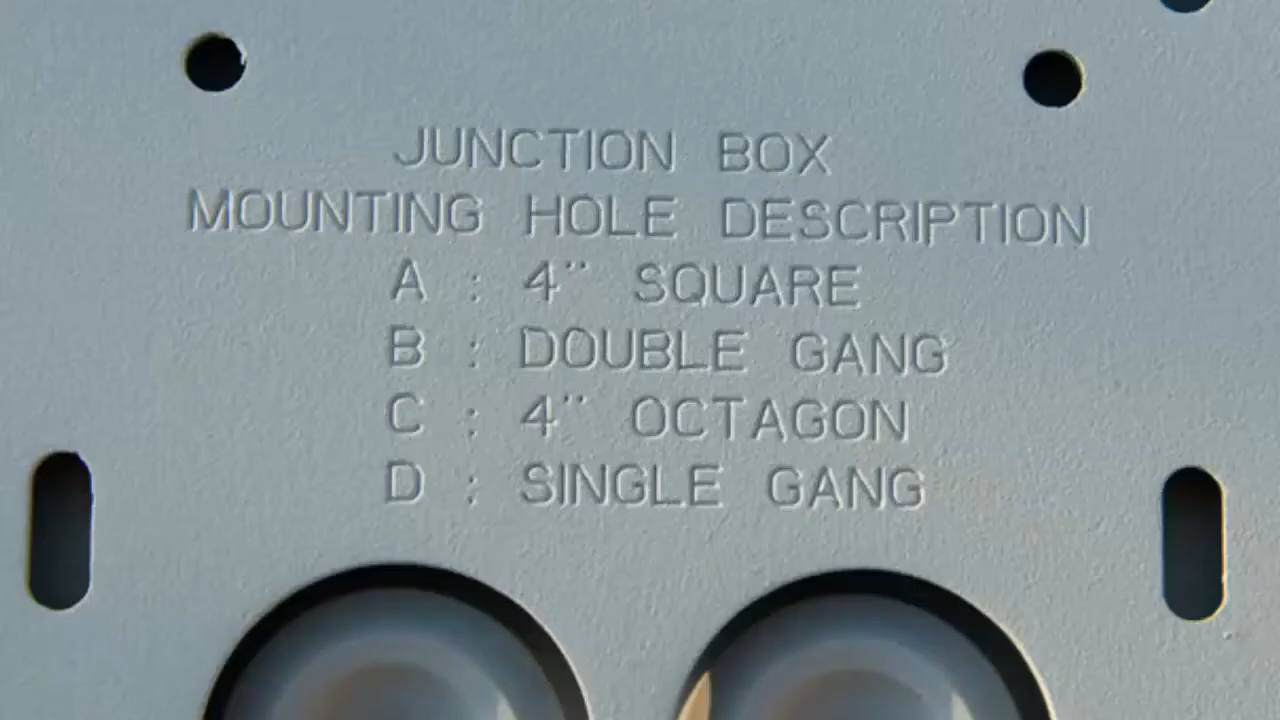 JUNCTION BOX
MOUNTING HOLE DESCRIPTION
A : 4" SQUARE
B : DOUBLE GANG
C : 4" OCTAGON
D : SINGLE GANG